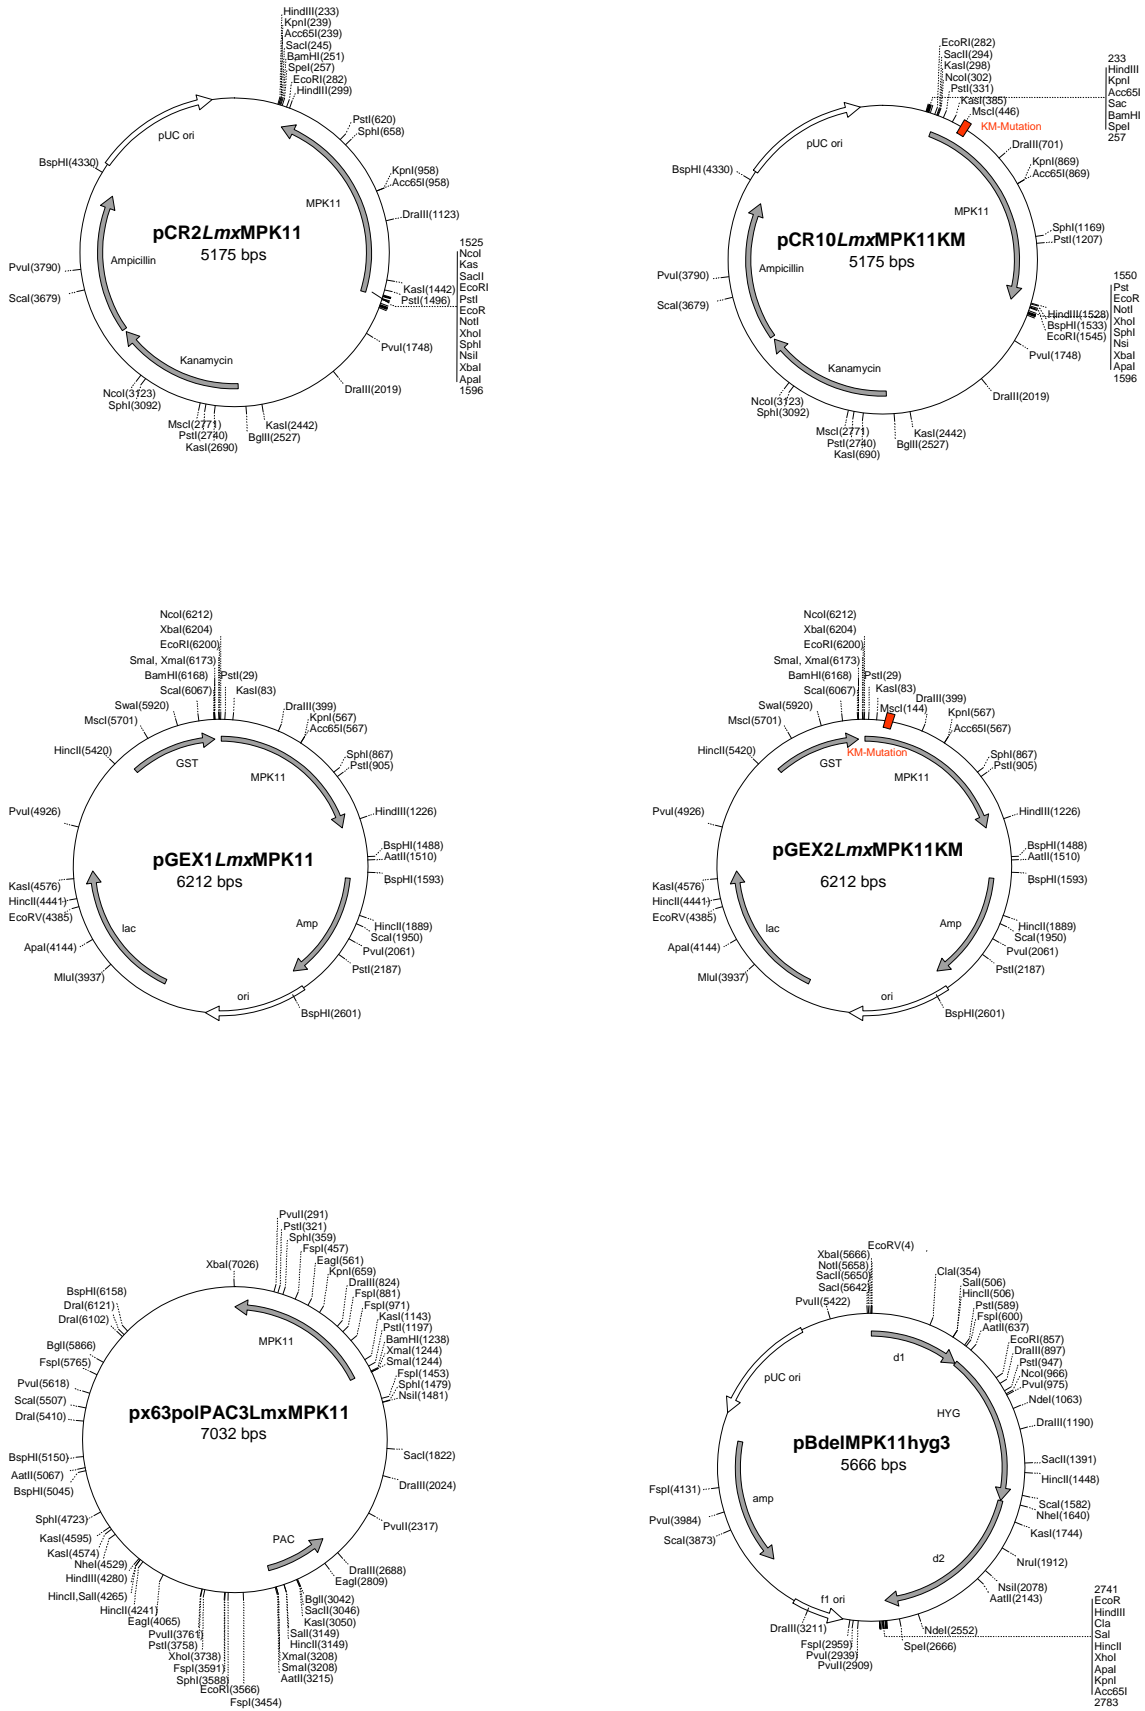 HindIII(233)
KpnI(239)
Acc65I(239)
SacI(245)
BamHI(251)
SpeI(257)
EcoRI(282)
HindIII(299)
PstI(620)
SphI(658)
KpnI(958)
Acc65I(958)
DraIII(1123)
KasI(1442)
PstI(1496)
1525
NcoI
Kas
SacII
EcoRI
PstI
EcoR
NotI
XhoI
SphI
NsiI
XbaI
ApaI
1596
PvuI(1748)
DraIII(2019)
KasI(2442)
BglII(2527)
KasI(2690)
PstI(2740)
MscI(2771)
SphI(3092)
NcoI(3123)
ScaI(3679)
PvuI(3790)
BspHI(4330)
pUC ori
MPK11
Ampicillin
Kanamycin
pCR2LmxMPK11
5175 bps
EcoRI(282)
SacII(294)
KasI(298)
NcoI(302)
PstI(331)
KasI(385)
MscI(446)
KM-Mutation
233
HindIII
KpnI
Acc65I
Sac
BamHI
SpeI
257
DraIII(701)
KpnI(869)
Acc65I(869)
SphI(1169)
PstI(1207)
HindIII(1528)
BspHI(1533)
EcoRI(1545)
1550
Pst
EcoR
NotI
XhoI
SphI
Nsi
XbaI
ApaI
1596
PvuI(1748)
DraIII(2019)
KasI(2442)
BglII(2527)
KasI(690)
PstI(2740)
MscI(2771)
SphI(3092)
NcoI(3123)
ScaI(3679)
PvuI(3790)
BspHI(4330)
pUC ori
MPK11
Ampicillin
Kanamycin
pCR10LmxMPK11KM
5175 bps
NcoI(6212)
XbaI(6204)
EcoRI(6200)
SmaI, XmaI(6173)
BamHI(6168)
ScaI(6067)
SwaI(5920)
MscI(5701)
HincII(5420)
PvuI(4926)
KasI(4576)
HincII(4441)
EcoRV(4385)
ApaI(4144)
MluI(3937)
PstI(29)
KasI(83)
DraIII(399)
KpnI(567)
Acc65I(567)
SphI(867)
PstI(905)
HindIII(1226)
BspHI(1488)
AatII(1510)
BspHI(1593)
HincII(1889)
ScaI(1950)
PvuI(2061)
PstI(2187)
BspHI(2601)
GST
MPK11
Amp
lac
ori
pGEX1LmxMPK11
6212 bps
NcoI(6212)
XbaI(6204)
EcoRI(6200)
SmaI, XmaI(6173)
BamHI(6168)
ScaI(6067)
SwaI(5920)
MscI(5701)
HincII(5420)
PvuI(4926)
KasI(4576)
HincII(4441)
EcoRV(4385)
ApaI(4144)
MluI(3937)
PstI(29)
KasI(83)
MscI(144)
DraIII(399)
KpnI(567)
Acc65I(567)
SphI(867)
PstI(905)
HindIII(1226)
BspHI(1488)
AatII(1510)
BspHI(1593)
HincII(1889)
ScaI(1950)
PvuI(2061)
PstI(2187)
BspHI(2601)
KM-Mutation
GST
MPK11
Amp
lac
ori
pGEX2LmxMPK11KM
6212 bps
PvuII(291)
PstI(321)
SphI(359)
FspI(457)
EagI(561)
KpnI(659)
DraIII(824)
FspI(881)
FspI(971)
KasI(1143)
PstI(1197)
BamHI(1238)
XmaI(1244)
SmaI(1244)
FspI(1453)
SphI(1479)
NsiI(1481)
SacI(1822)
DraIII(2024)
PvuII(2317)
DraIII(2688)
EagI(2809)
BglI(3042)
SacII(3046)
KasI(3050)
SalI(3149)
HincII(3149)
XmaI(3208)
SmaI(3208)
AatII(3215)
FspI(3454)
EcoRI(3566)
SphI(3588)
FspI(3591)
XhoI(3738)
PstI(3758)
PvuII(3761)
EagI(4065)
HincII(4241)
HincII,SalI(4265)
HindIII(4280)
NheI(4529)
KasI(4574)
KasI(4595)
SphI(4723)
BspHI(5045)
AatII(5067)
BspHI(5150)
DraI(5410)
ScaI(5507)
PvuI(5618)
FspI(5765)
BglI(5866)
DraI(6102)
DraI(6121)
BspHI(6158)
XbaI(7026)
MPK11
PAC
px63polPAC3LmxMPK11
7032 bps
EcoRV(4)
XbaI(5666)
NotI(5658)
SacII(5650)
SacI(5642)
PvuII(5422)
ClaI(354)
SalI(506)
HincII(506)
PstI(589)
FspI(600)
AatII(637)
EcoRI(857)
DraIII(897)
PstI(947)
NcoI(966)
PvuI(975)
NdeI(1063)
DraIII(1190)
SacII(1391)
HincII(1448)
ScaI(1582)
NheI(1640)
KasI(1744)
NruI(1912)
NsiI(2078)
AatII(2143)
NdeI(2552)
SpeI(2666)
2741
EcoR
HindIII
Cla
Sal
HincII
XhoI
ApaI
KpnI
Acc65I
2783
PvuII(2909)
PvuI(2939)
FspI(2959)
DraIII(3211)
ScaI(3873)
PvuI(3984)
FspI(4131)
pUC ori
d1
HYG
d2
amp
f1 ori
pBdelMPK11hyg3
5666 bps